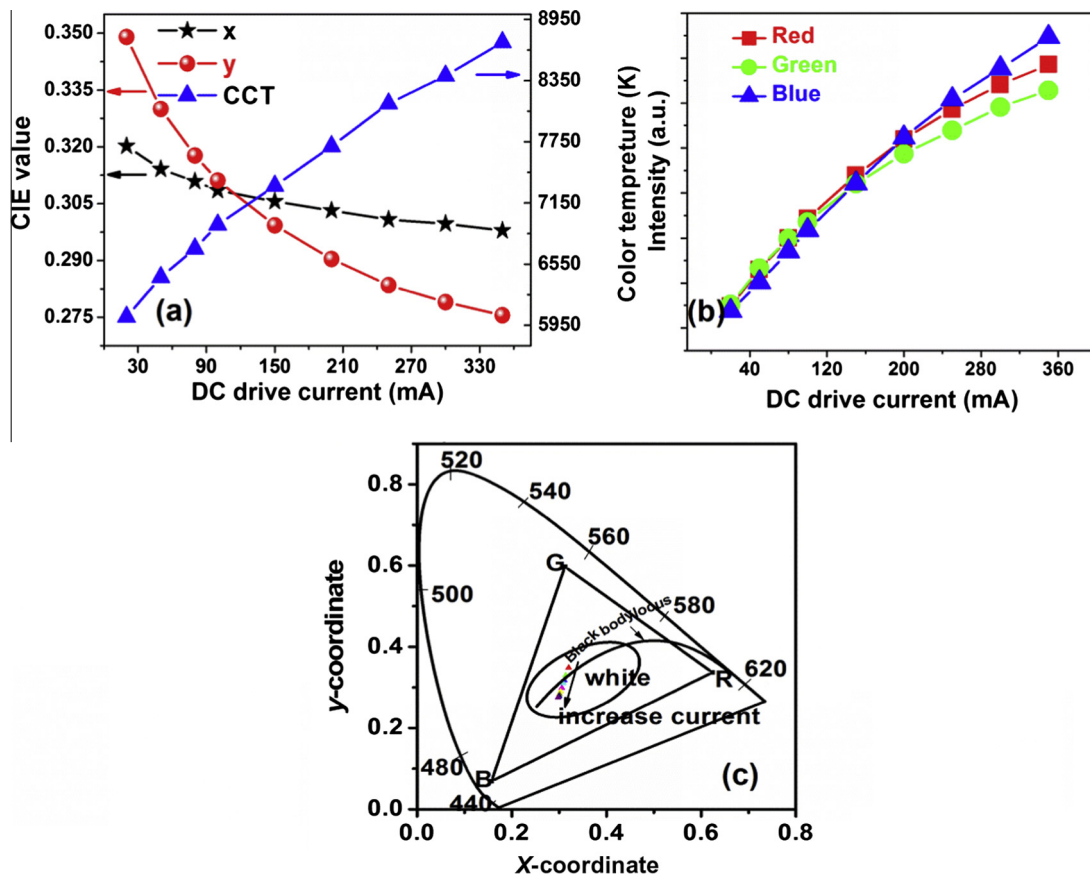 (a)
x
y
CCT
CIE value
0.350
0.335
0.320
0.305
0.290
0.275
30 90 150 210 270 330
DC drive current (mA)
8950
8350
7750
7150
6550
5950
Color tempreture (K)
(b)
Red
Green
Blue
Intensity (a.u.)
40 120 200 280 360
DC drive current (mA)
(c)
y-coordinate
0.8
0.6
0.4
0.2
0.0
0.0 0.2 0.4 0.6 0.8
X-coordinate
520
540
560
500
580
620
480
440
G
R
B
Black bodylocus
white
increase current